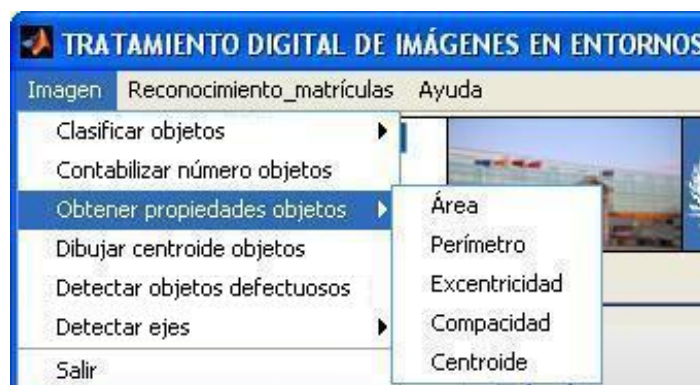 TRATAMIENTO DIGITAL DE IMÁGENES EN ENTORNOS
Imagen Reconocimiento_matrículas Ayuda
Clasificar objetos
Contabilizar número objetos
Obtener propiedades objetos
Dibujar centroide objetos
Detectar objetos defectuosos
Detectar ejes
Salir
Área
Perímetro
Excentricidad
Compacidad
Centroide